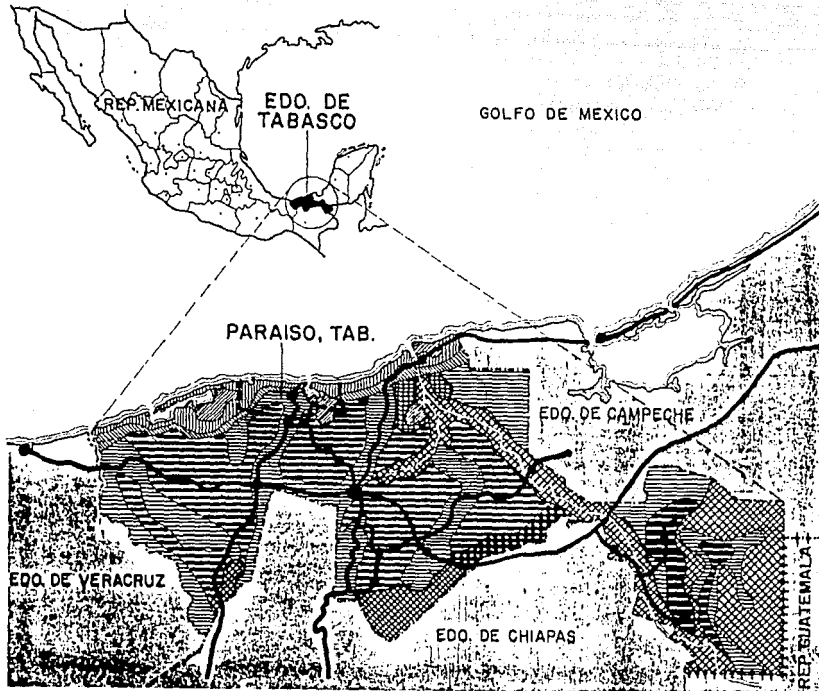 REP. MEXICANA
EDO. DE
TABASCO
GOLFO DE MEXICO
PARAISO, TAB.
EDO. DE CAMPECHE
EDO. DE VERACRUZ
EDO. DE CHIAPAS
REP. GUATEMALA